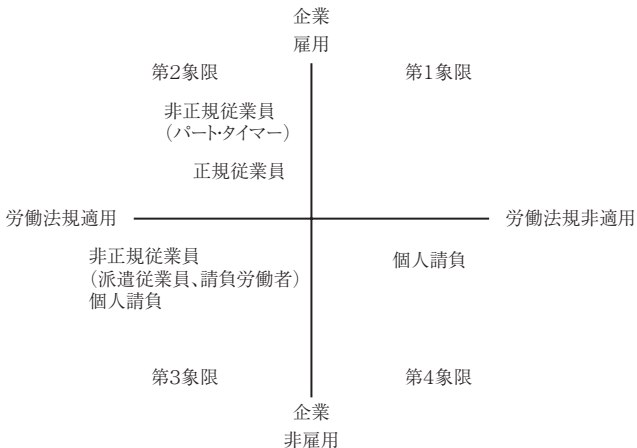 企業
雇用
第2象限
第1象限
非正規従業員
（パート・タイマー）
正規従業員
労働法規適用
労働法規非適用
非正規従業員
（派遣従業員、請負労働者）
個人請負
個人請負
第3象限
第4象限
企業
非雇用